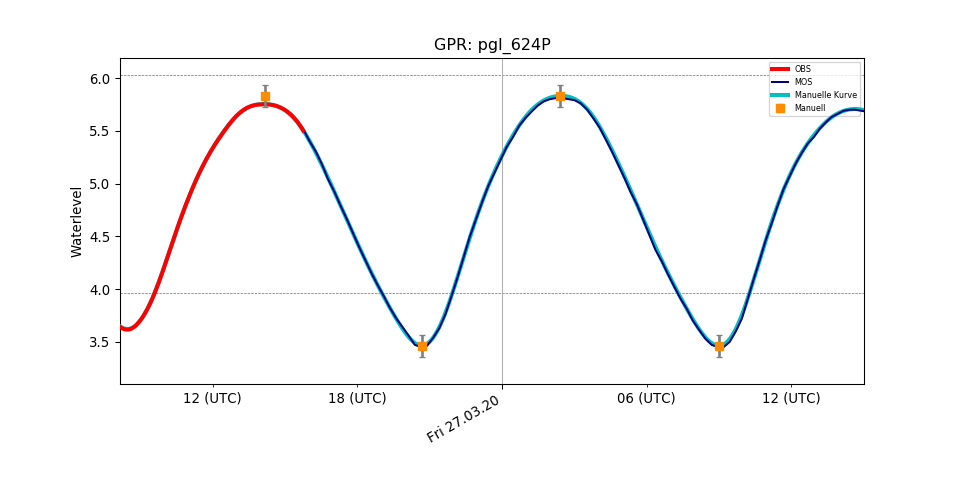 GPR: pgl_624P
OBS
MOS
Manuelle Kurve
Manuell
Waterlevel
6.0
5.5
5.0
4.5
4.0
3.5
12 (UTC)
18 (UTC)
Fri 27.03.20
06 (UTC)
12 (UTC)